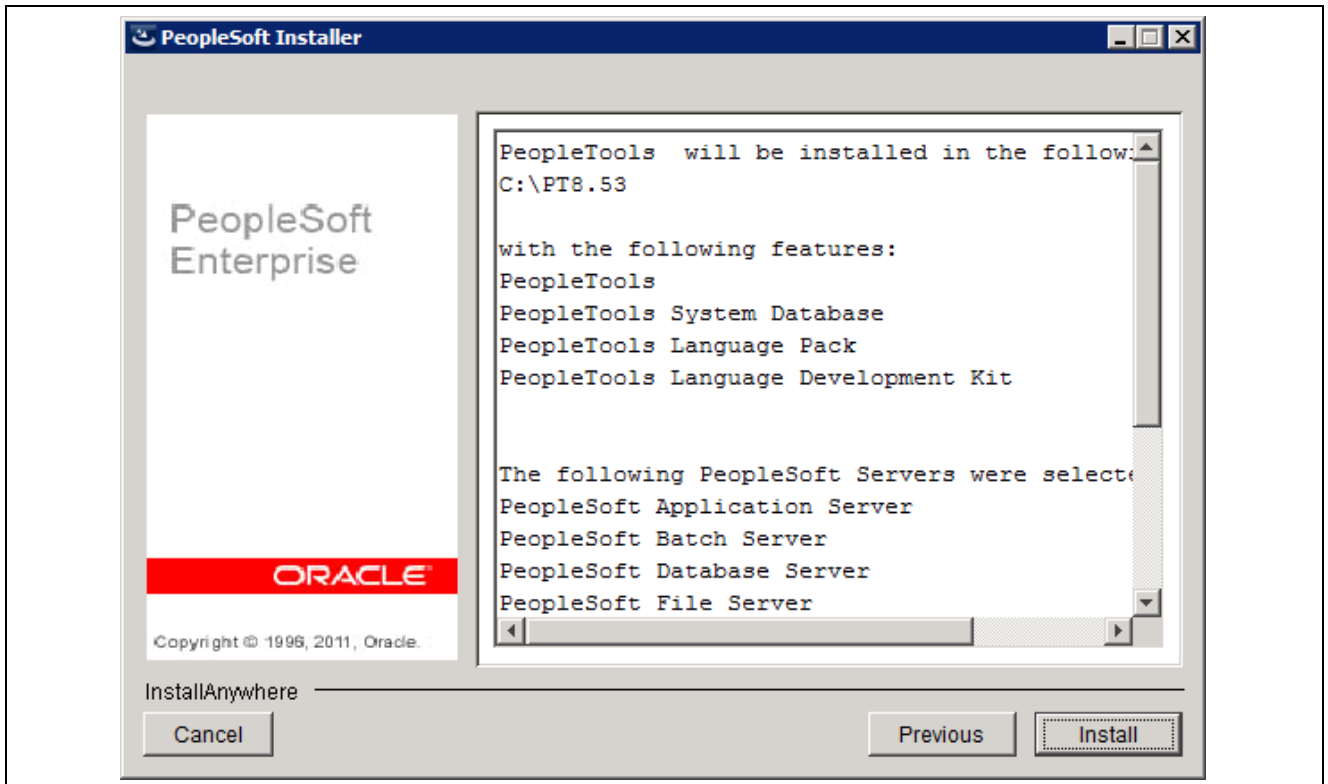 PeopleSoft Installer
PeopleSoft
Enterprise
ORACLE
Copyright © 1996, 2011, Oracle.
PeopleTools will be installed in the
C:\PT8.53
with the following features:
PeopleTools
PeopleTools System Database
PeopleTools Language Pack
PeopleTools Language Development Kit
The following PeopleSoft Servers were
PeopleSoft Application Server
PeopleSoft Batch Server
PeopleSoft Database Server
PeopleSoft File Server
InstallAnywhere
Cancel
Previous
Install